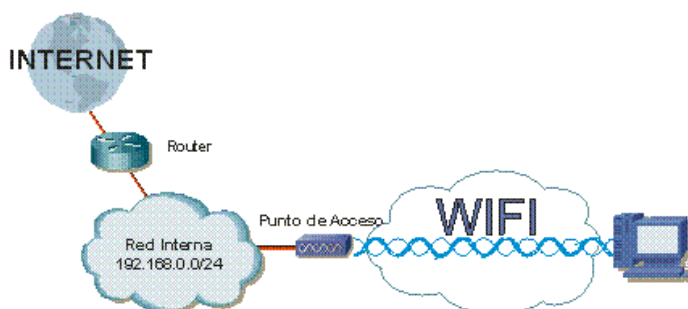 INTERNET
Router
Punto de Acceso
WIFI
Red Interna
192.168.0.0/24